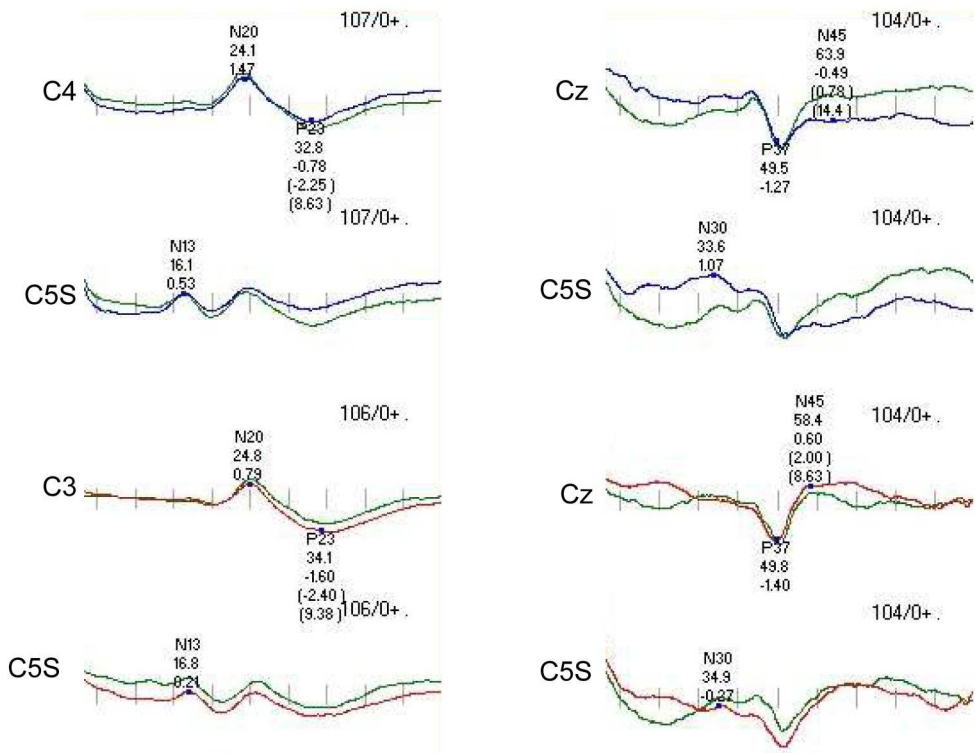 107/0+ .
N20
24.1
1.47
C4
P23
32.8
-0.78
(-2.25 )
(8.63 )
107/0+ .
N13
16.1
0.53
C5S
106/0+ .
N20
24.8
0.79
C3
P23
34.1
-1.60
(-2.40 )
(9.38 )
106/0+ .
N13
16.8
0.21
C5S
104/0+ .
N45
63.9
-0.49
(0.78 )
(14.4 )
Cz
P37
49.5
-1.27
104/0+ .
N30
33.6
1.07
C5S
104/0+ .
N45
58.4
0.60
(2.00 )
(8.63 )
Cz
P37
49.8
-1.40
104/0+ .
N30
34.9
-0.27
C5S